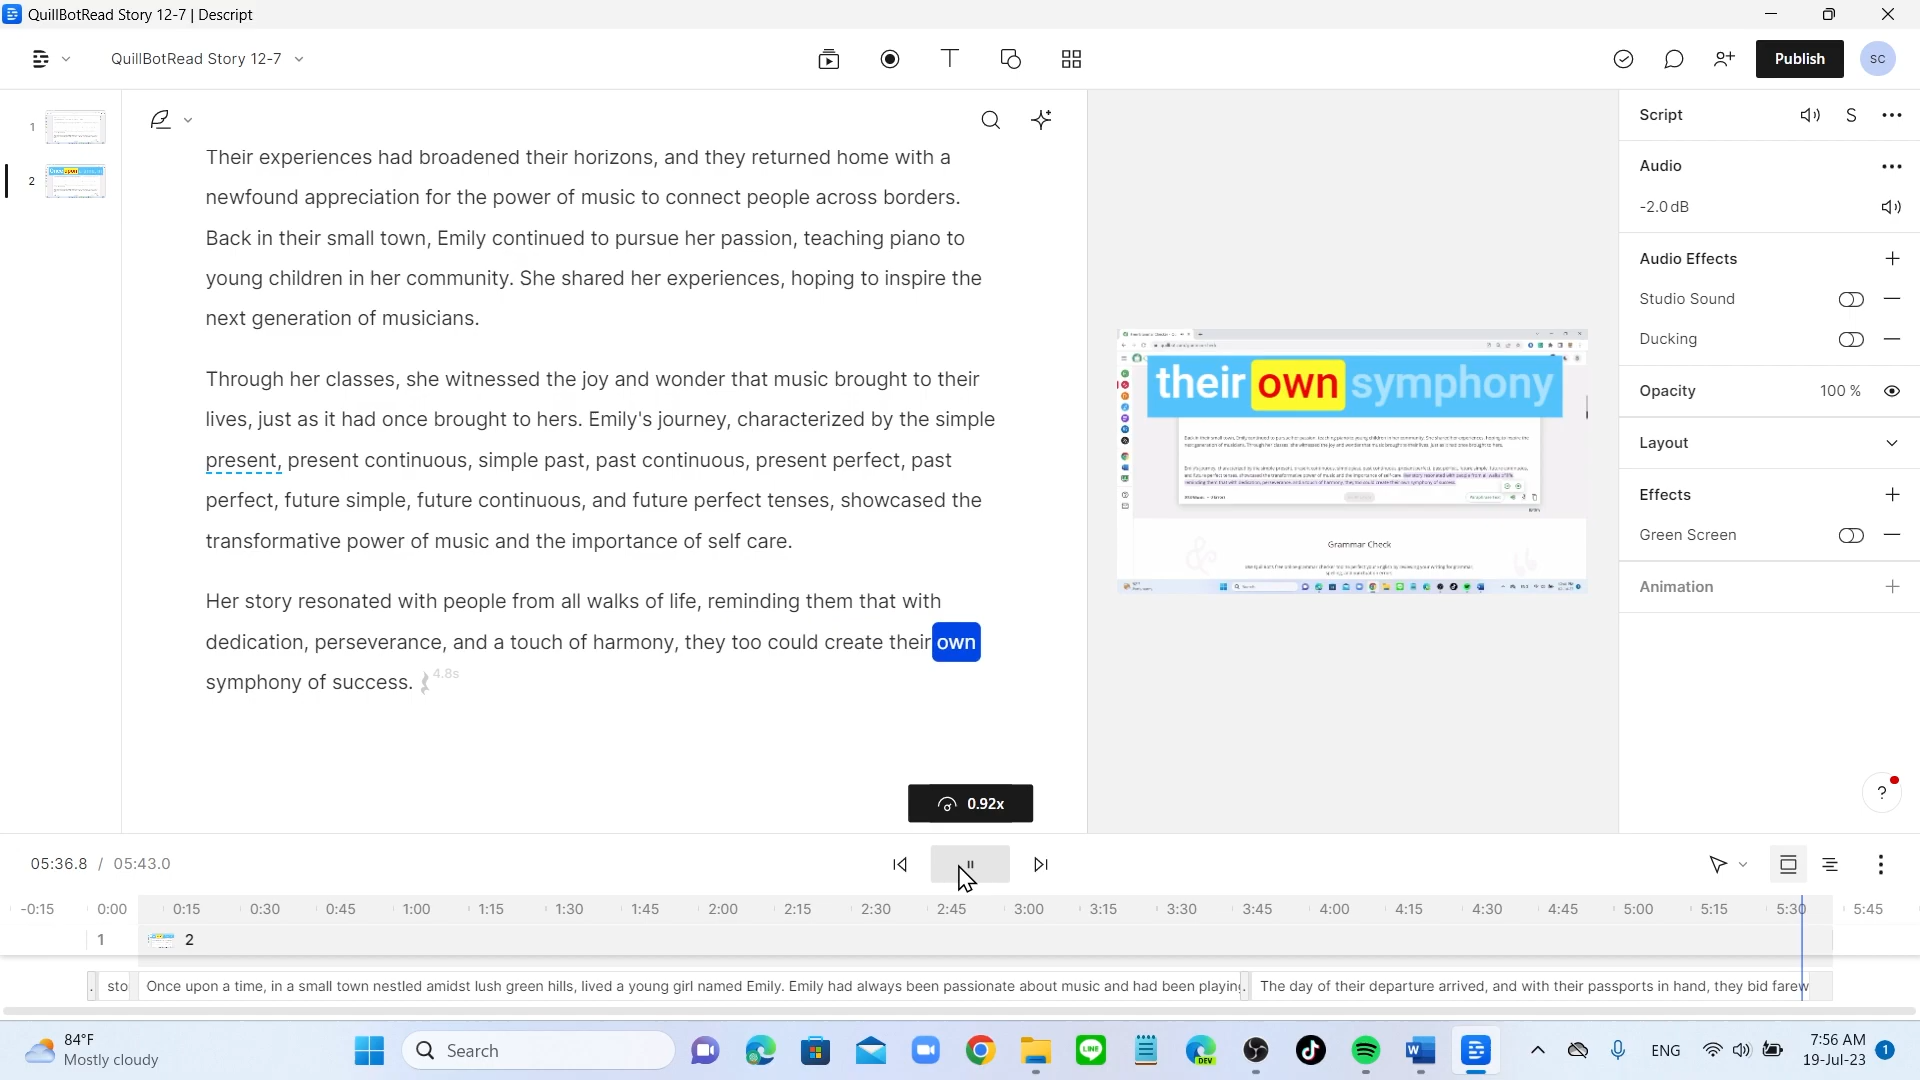 QuillBotRead Story 12-7 | Descript
QuillBotRead Story 12-7
Publish
SC
1
2
Once upon
Their experiences had broadened their horizons, and they returned home with a
newfound appreciation for the power of music to connect people across borders.
Back in their small town, Emily continued to pursue her passion, teaching piano to
young children in her community. She shared her experiences, hoping to inspire the
next generation of musicians.
Through her classes, she witnessed the joy and wonder that music brought to their
lives, just as it had once brought to hers. Emily's journey, characterized by the simple
present, present continuous, simple past, past continuous, present perfect, past
perfect, future simple, future continuous, and future perfect tenses, showcased the
transformative power of music and the importance of self care.
Her story resonated with people from all walks of life, reminding them that with
dedication, perseverance, and a touch of harmony, they too could create their own
symphony of success. 4.8s
0.92x
their own symphony
Grammar Check
Script
S
Audio
-2.0 dB
Audio Effects
Studio Sound
Ducking
Opacity
100 %
Layout
Effects
Green Screen
Animation
?
05:36.8 / 05:43.0
-0:15 0:00 0:15 0:30 0:45 1:00 1:15 1:30 1:45 2:00 2:15 2:30 2:45 3:00 3:15 3:30 3:45 4:00 4:15 4:30 4:45 5:00 5:15 5:30 5:45
1 2
. sto Once upon a time, in a small town nestled amidst lush green hills, lived a young girl named Emily. Emily had always been passionate about music and had been playing . The day of their departure arrived, and with their passports in hand, they bid farew
84°F
Mostly cloudy
Search
LINE
DEV
ENG
7:56 AM
19-Jul-23
1